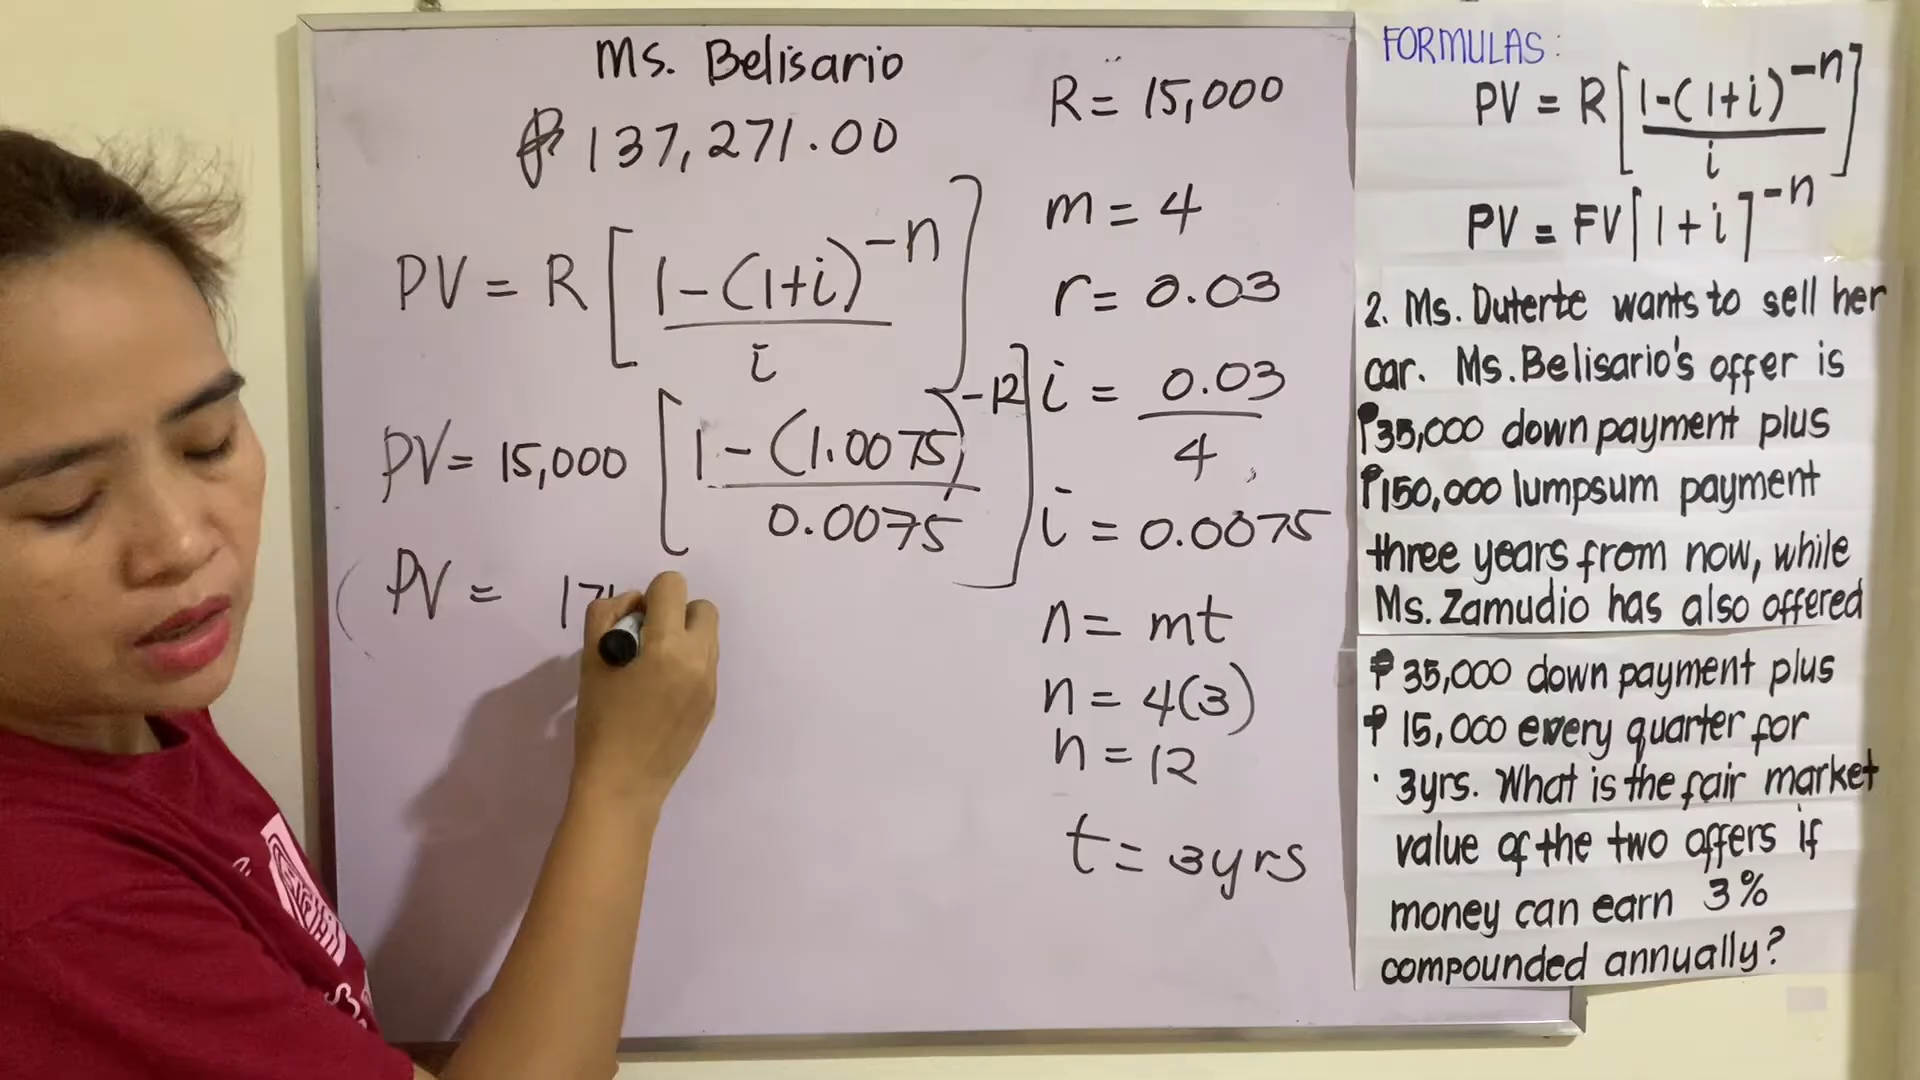 Ms. Belisario
₱ 137,271.00
PV = R [ 1-(1+i)^-n / i ]
PV = 15,000 [ 1-(1.0075)^-12 / 0.0075 ]
PV =
R = 15,000
m = 4
r = 0.03
i = 0.03 / 4
i = 0.0075
n = mt
n = 4(3)
n = 12
t = 3yrs
FORMULAS:
PV = R [ 1-(1+i)^-n / i ]
PV = FV [1+i]^-n
2. Ms. Duterte wants to sell her
car. Ms. Belisario's offer is
₱35,000 down payment plus
₱150,000 lumpsum payment
three years from now, while
Ms. Zamudio has also offered
₱35,000 down payment plus
₱ 15,000 every quarter for
3yrs. What is the fair market
value of the two offers if
money can earn 3%
compounded annually?